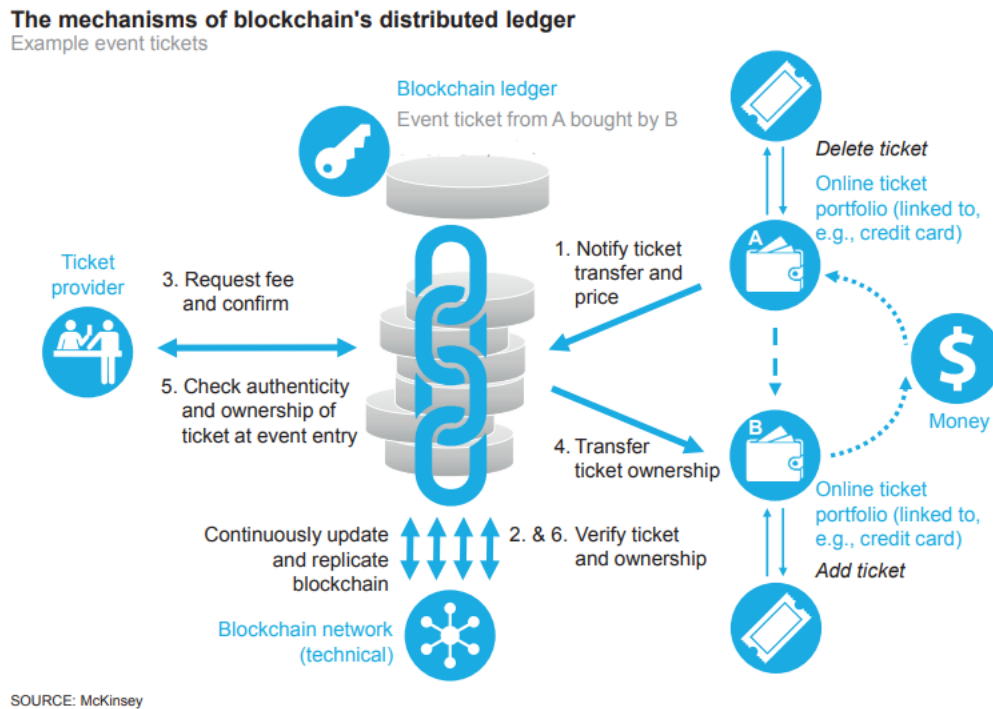 The mechanisms of blockchain's distributed ledger
Example event tickets
Blockchain ledger
Event ticket from A bought by B
Delete ticket
Online ticket
portfolio (linked to,
e.g., credit card)
A
1. Notify ticket
transfer and
price
Ticket
provider
3. Request fee
and confirm
5. Check authenticity
and ownership of
ticket at event entry
$
Money
B
4. Transfer
ticket ownership
Online ticket
portfolio (linked to,
e.g., credit card)
Add ticket
Continuously update
and replicate
blockchain
2. & 6. Verify ticket
and ownership
Blockchain network
(technical)
SOURCE: McKinsey